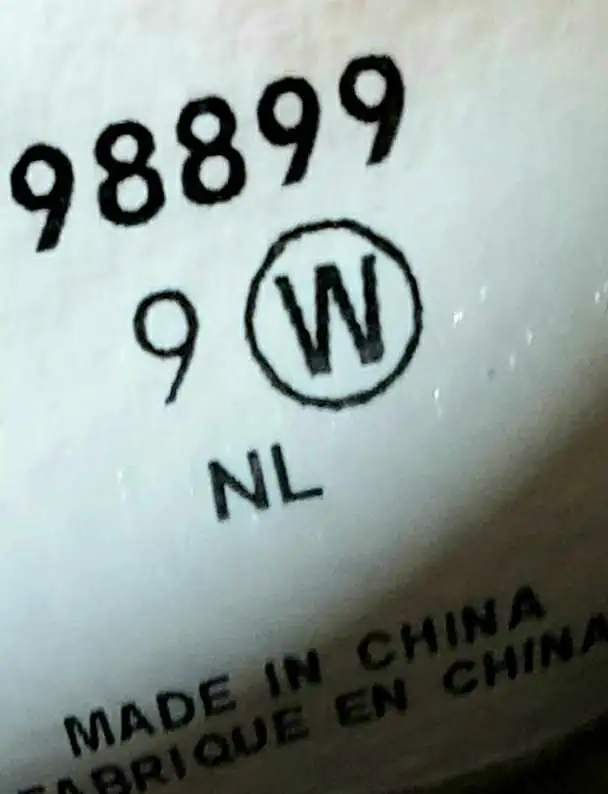 98899
9 W
NL
MADE IN CHINA
FABRIQUE EN CHINA